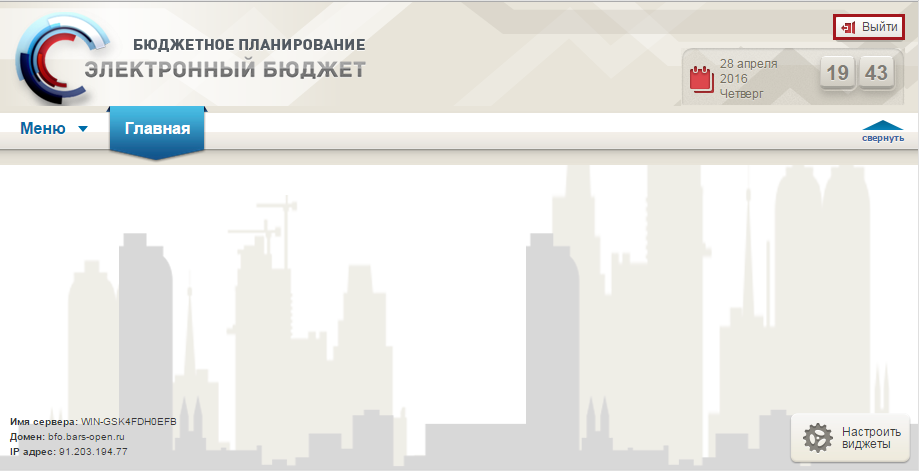 БЮДЖЕТНОЕ ПЛАНИРОВАНИЕ
ЭЛЕКТРОННЫЙ БЮДЖЕТ
Выйти
28 апреля
2016
Четверг
19 43
Меню
Главная
свернуть
Имя сервера: WIN-GSK4FDH0EFB
Домен: bfo.bars-open.ru
IP адрес: 91.203.194.77
Настроить
виджеты